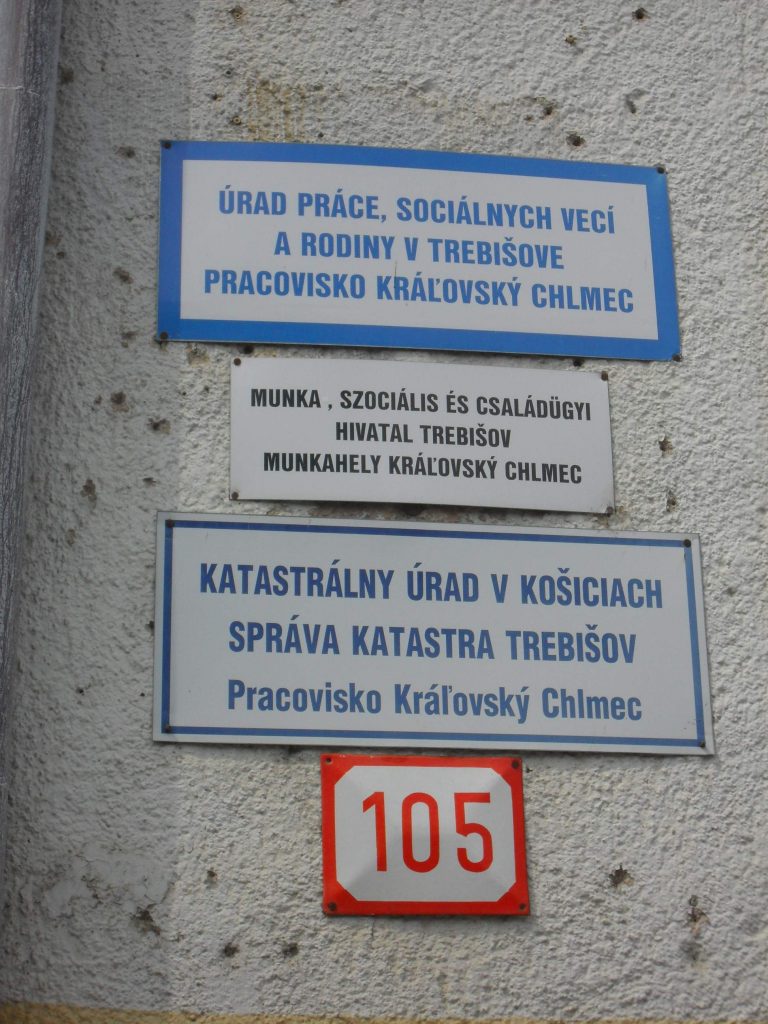 ÚRAD PRÁCE, SOCIÁLNYCH VECÍ
A RODINY V TREBIŠOVE
PRACOVISKO KRÁĽOVSKÝ CHLMEC
MUNKA , SZOCIÁLIS ÉS CSALÁDÜGYI
HIVATAL TREBIŠOV
MUNKAHELY KRÁĽOVSKÝ CHLMEC
KATASTRÁLNY ÚRAD V KOŠICIACH
SPRÁVA KATASTRA TREBIŠOV
Pracovisko Kráľovský Chlmec
105